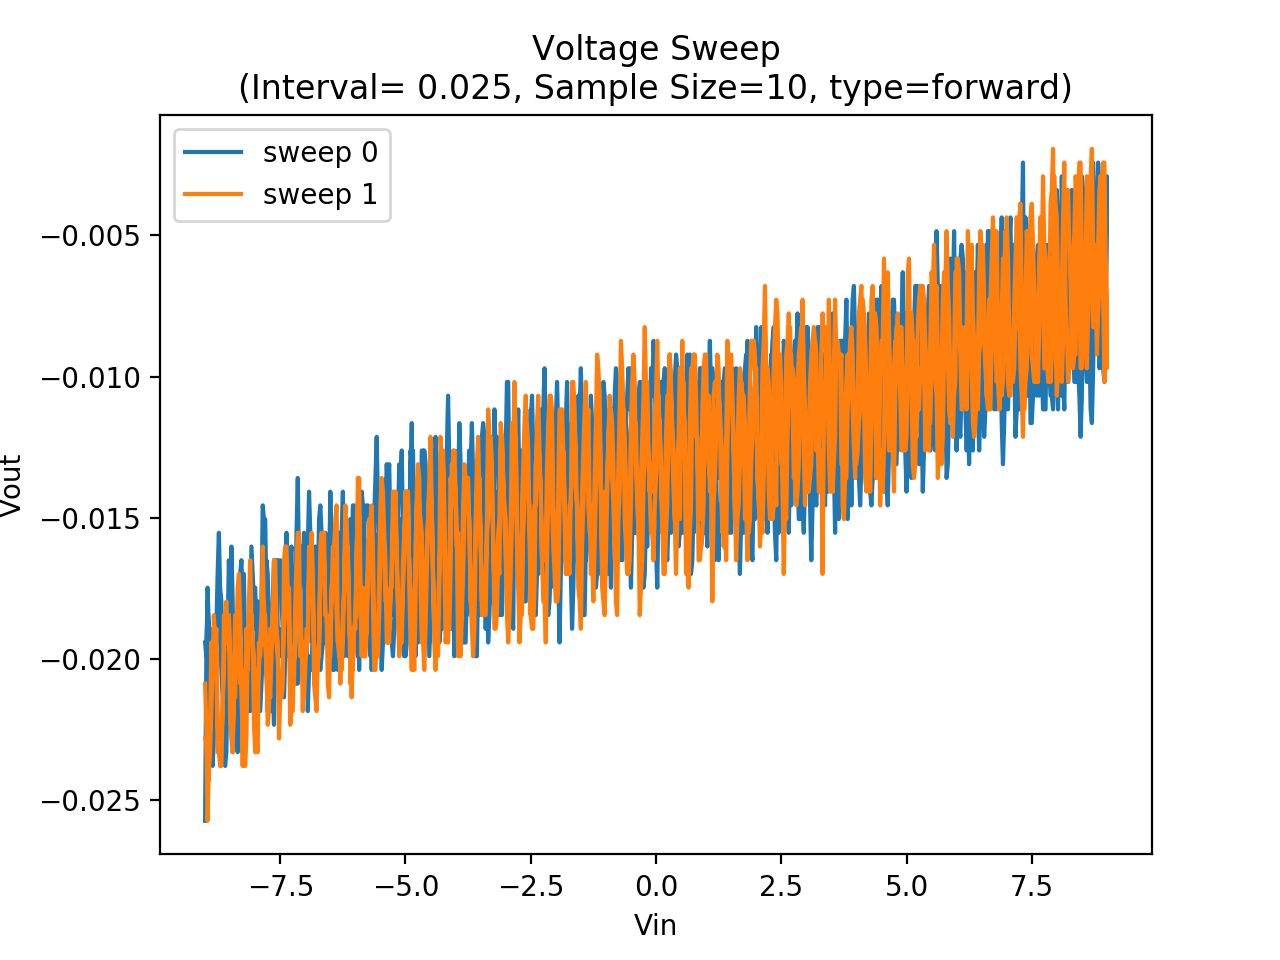 Voltage Sweep
(Interval= 0.025, Sample Size=10, type=forward)
sweep 0
sweep 1
−0.005
−0.010
−0.015
−0.020
−0.025
Vout
−7.5 −5.0 −2.5 0.0 2.5 5.0 7.5
Vin